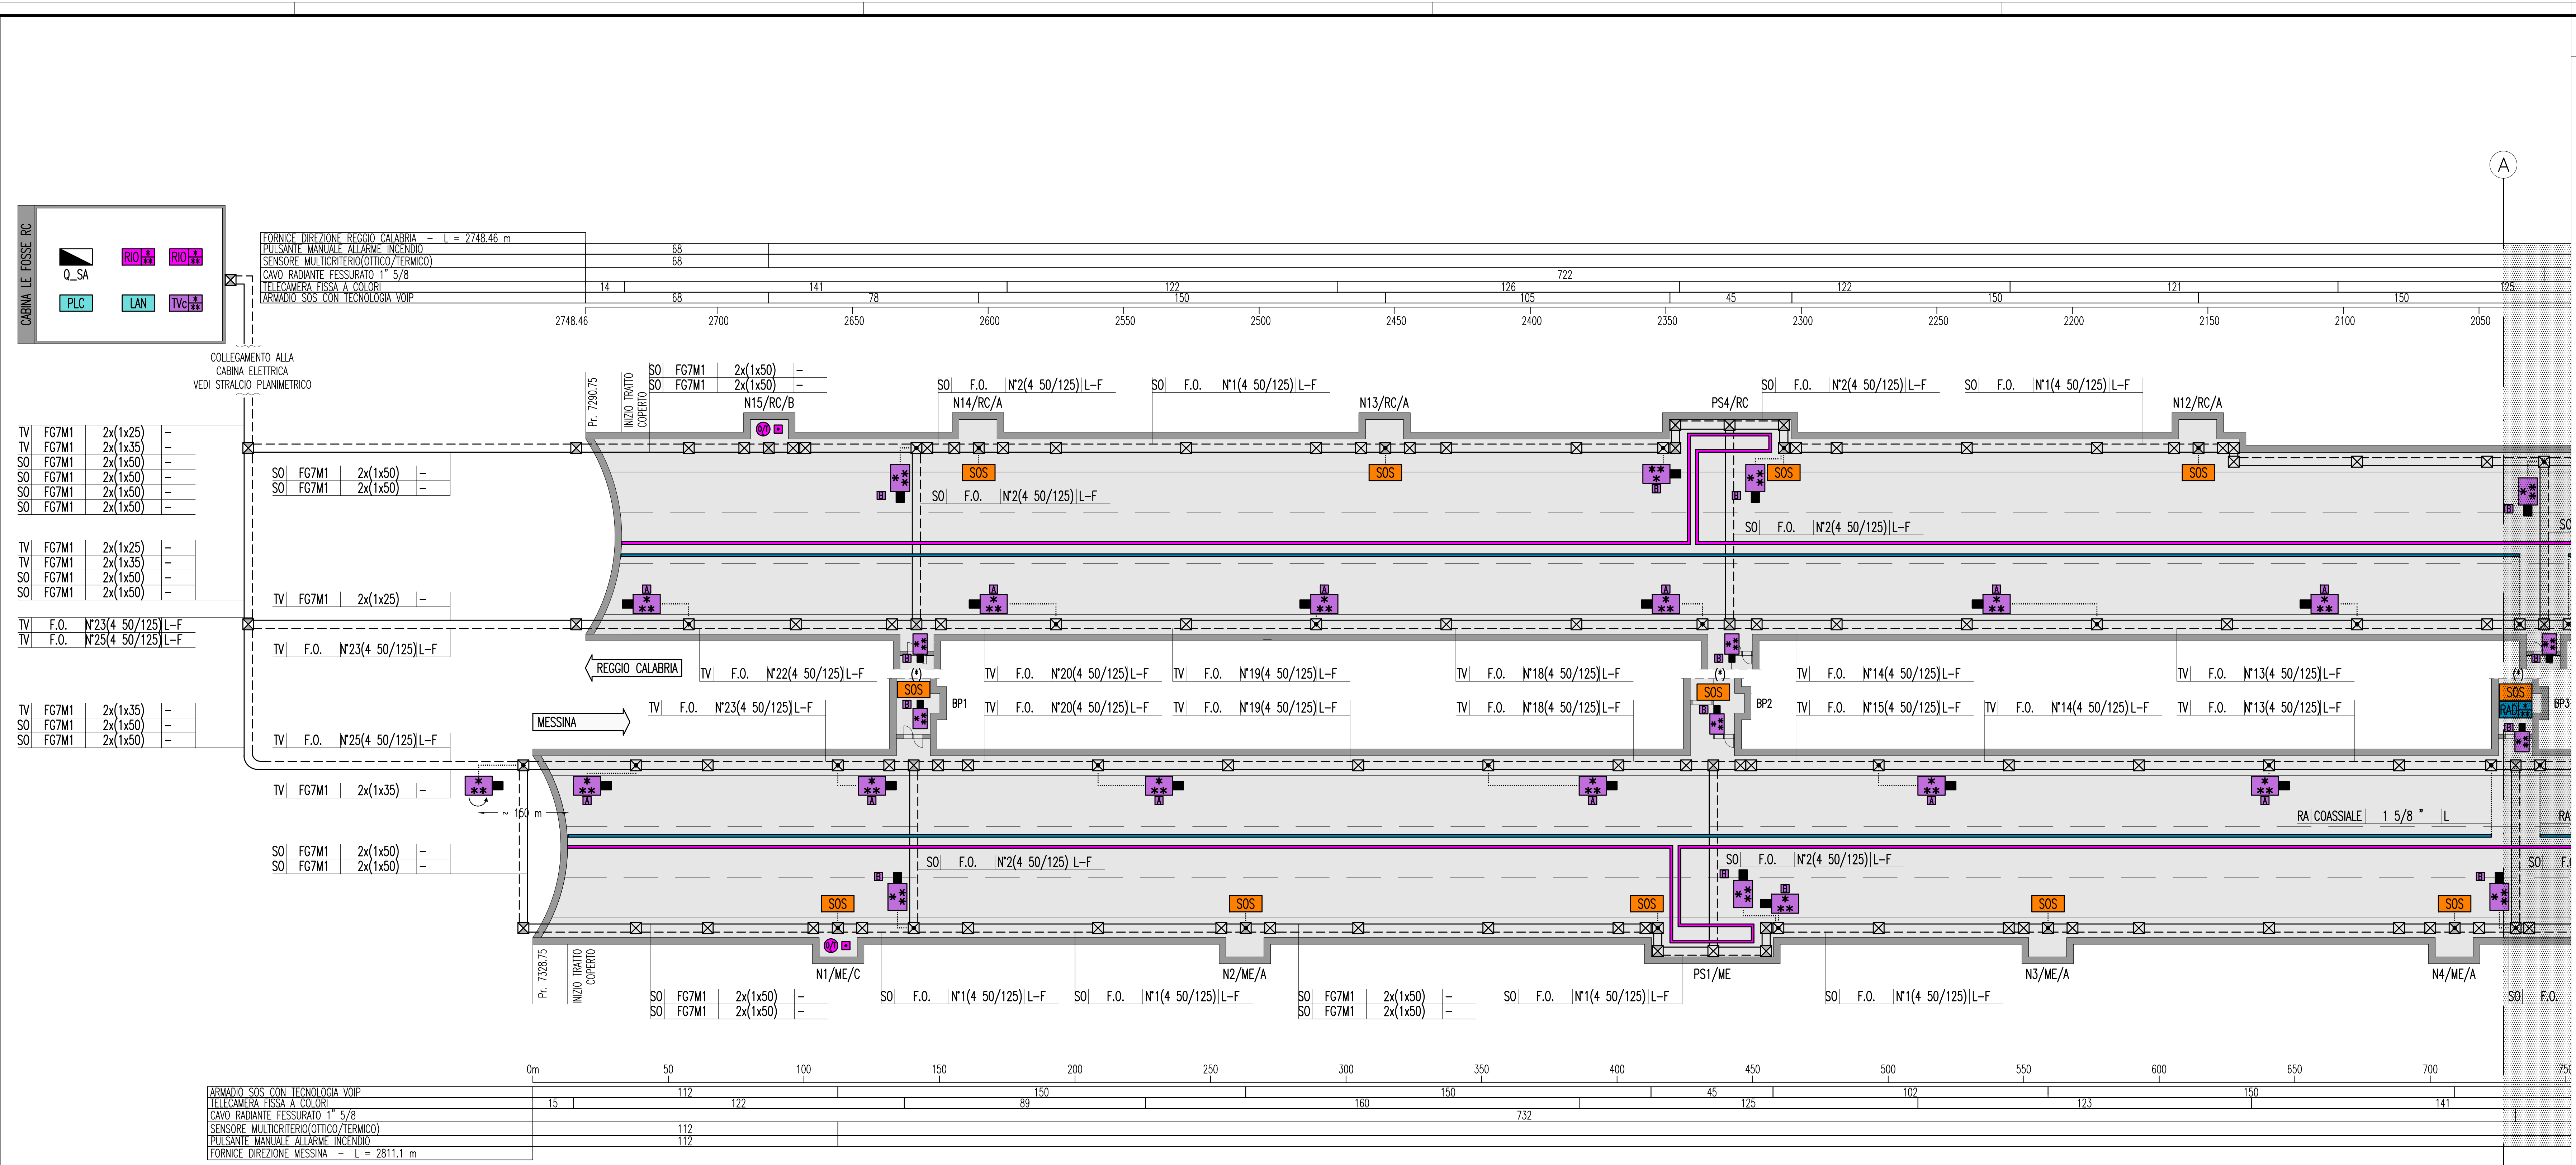 A
CABINA LE FOSSE RC
Q_SA
RIO * **
RIO * **
PLC
LAN
TVc * **
FORNICE DIREZIONE REGGIO CALABRIA - L = 2748.46 m
PULSANTE MANUALE ALLARME INCENDIO 68
SENSORE MULTICRITERIO(OTTICO/TERMICO) 68
CAVO RADIANTE FESSURATO 1" 5/8 722
TELECAMERA FISSA A COLORI 14 141 122 126 122 121 125
ARMADIO SOS CON TECNOLOGIA VOIP 68 78 150 105 45 150 150
2748.46 2700 2650 2600 2550 2500 2450 2400 2350 2300 2250 2200 2150 2100 2050
COLLEGAMENTO ALLA
CABINA ELETTRICA
VEDI STRALCIO PLANIMETRICO
Pr. 7290.75
INIZIO TRATTO
COPERTO
SO FG7M1 2x(1x50) -
SO FG7M1 2x(1x50) -
SO F.O. N°2(4 50/125) L-F
SO F.O. N°1(4 50/125) L-F
SO F.O. N°2(4 50/125) L-F
SO F.O. N°1(4 50/125) L-F
N15/RC/B
N14/RC/A
N13/RC/A
PS4/RC
N12/RC/A
O/T
TV FG7M1 2x(1x25) -
TV FG7M1 2x(1x35) -
SO FG7M1 2x(1x50) -
SO FG7M1 2x(1x50) -
SO FG7M1 2x(1x50) -
SO FG7M1 2x(1x50) -
SO FG7M1 2x(1x50) -
SO FG7M1 2x(1x50) -
SOS
SOS
SOS
SOS
B
B
B
B
SO F.O. N°2(4 50/125) L-F
SO F.O. N°2(4 50/125) L-F
SO
TV FG7M1 2x(1x25) -
TV FG7M1 2x(1x35) -
SO FG7M1 2x(1x50) -
SO FG7M1 2x(1x50) -
TV FG7M1 2x(1x25) -
A
A
A
A
A
A
TV F.O. N°23(4 50/125) L-F
TV F.O. N°25(4 50/125) L-F
TV F.O. N°23(4 50/125) L-F
REGGIO CALABRIA
TV F.O. N°22(4 50/125) L-F
TV F.O. N°20(4 50/125) L-F
TV F.O. N°19(4 50/125) L-F
TV F.O. N°18(4 50/125) L-F
TV F.O. N°14(4 50/125) L-F
TV F.O. N°13(4 50/125) L-F
B
(*)
SOS
B
BP1
B
(*)
SOS
B
BP2
B
(*)
SOS
RAD * **
B
BP3
TV FG7M1 2x(1x35) -
SO FG7M1 2x(1x50) -
SO FG7M1 2x(1x50) -
MESSINA
TV F.O. N°23(4 50/125) L-F
TV F.O. N°20(4 50/125) L-F
TV F.O. N°19(4 50/125) L-F
TV F.O. N°18(4 50/125) L-F
TV F.O. N°15(4 50/125) L-F
TV F.O. N°14(4 50/125) L-F
TV F.O. N°13(4 50/125) L-F
TV F.O. N°25(4 50/125) L-F
TV FG7M1 2x(1x35) -
~ 150 m
A
A
A
A
A
A
RA COASSIALE 1 5/8 " L
RA
SO FG7M1 2x(1x50) -
SO FG7M1 2x(1x50) -
SO F.O. N°2(4 50/125) L-F
SO F.O. N°2(4 50/125) L-F
SO F.
B
B
B
B
SOS
SOS
SOS
SOS
SOS
O/T
Pr. 7328.75
INIZIO TRATTO
COPERTO
N1/ME/C
N2/ME/A
PS1/ME
N3/ME/A
N4/ME/A
SO FG7M1 2x(1x50) -
SO FG7M1 2x(1x50) -
SO F.O. N°1(4 50/125) L-F
SO F.O. N°1(4 50/125) L-F
SO FG7M1 2x(1x50) -
SO FG7M1 2x(1x50) -
SO F.O. N°1(4 50/125) L-F
SO F.O. N°1(4 50/125) L-F
SO F.O.
0m 50 100 150 200 250 300 350 400 450 500 550 600 650 700 750
ARMADIO SOS CON TECNOLOGIA VOIP 112 150 150 45 102 150
TELECAMERA FISSA A COLORI 15 122 89 160 125 123 141
CAVO RADIANTE FESSURATO 1" 5/8 732
SENSORE MULTICRITERIO(OTTICO/TERMICO) 112
PULSANTE MANUALE ALLARME INCENDIO 112
FORNICE DIREZIONE MESSINA - L = 2811.1 m